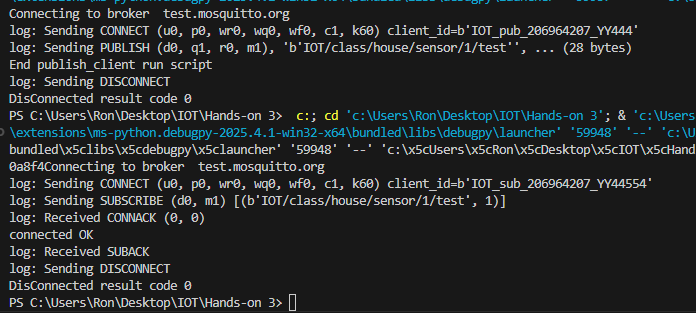 Connecting to broker  test.mosquitto.org
log: Sending CONNECT (u0, p0, wr0, wq0, wf0, c1, k60) client_id=b'IOT_pub_206964207_YY444'
log: Sending PUBLISH (d0, q1, r0, m1), 'b'IOT/class/house/sensor/1/test'', ... (28 bytes)
End publish_client run script
log: Sending DISCONNECT
DisConnected result code 0
PS C:\Users\Ron\Desktop\IOT\Hands-on 3>  c:; cd 'c:\Users\Ron\Desktop\IOT\Hands-on 3'; & 'c:\Users
\extensions\ms-python.debugpy-2025.4.1-win32-x64\bundled\libs\debugpy\launcher' '59948' '--' 'c:\U
bundled\x5clibs\x5cdebugpy\x5claucher' '59948' '--' 'c:\x5cUsers\x5cRon\x5cDesktop\x5cIOT\x5cHand
0a8f4Connecting to broker  test.mosquitto.org
log: Sending CONNECT (u0, p0, wr0, wq0, wf0, c1, k60) client_id=b'IOT_sub_206964207_YY44554'
log: Sending SUBSCRIBE (d0, m1) [(b'IOT/class/house/sensor/1/test', 1)]
log: Received CONNACK (0, 0)
connected OK
log: Received SUBACK
log: Sending DISCONNECT
DisConnected result code 0
PS C:\Users\Ron\Desktop\IOT\Hands-on 3>